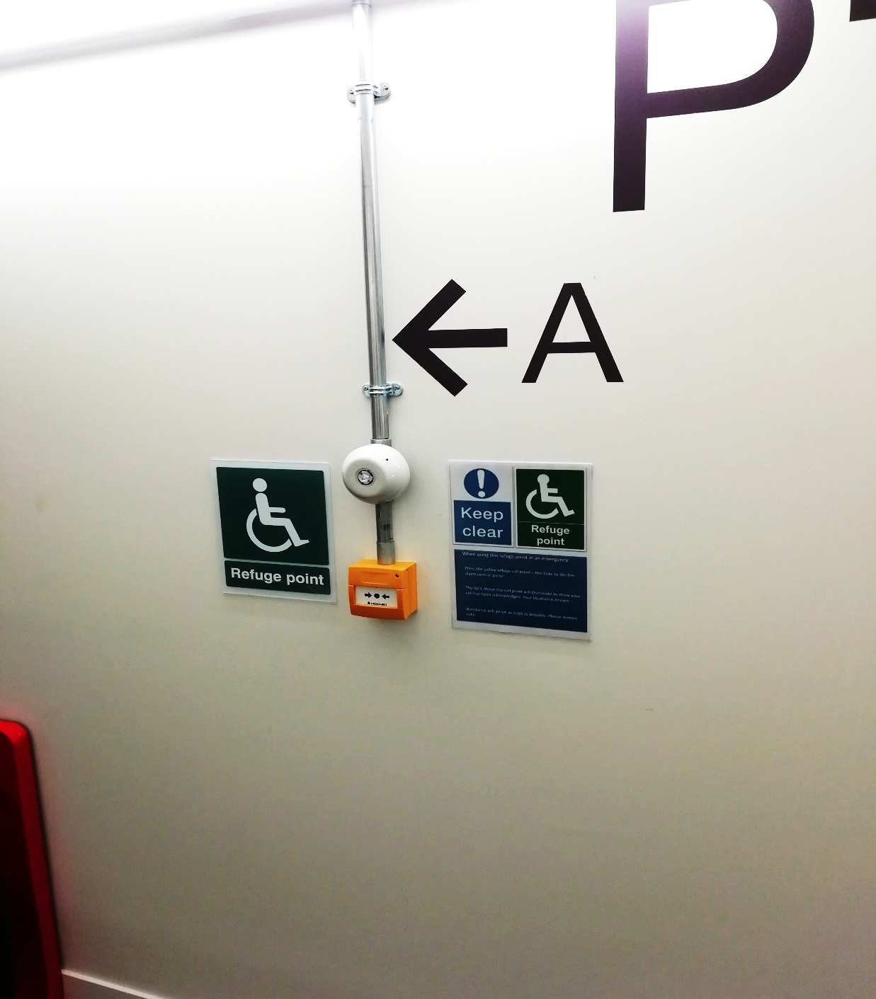 P
A
Refuge point
Keep
clear
Refuge
point
When using this refuge point in an emergency:
Press the yellow refuge call point – this links to the fire
alarm control panel
The light above the call point will illuminate to show your
call has been acknowledged. Your location is known.
Assistance will arrive as soon as possible. Please remain
calm.
HOCHIKI